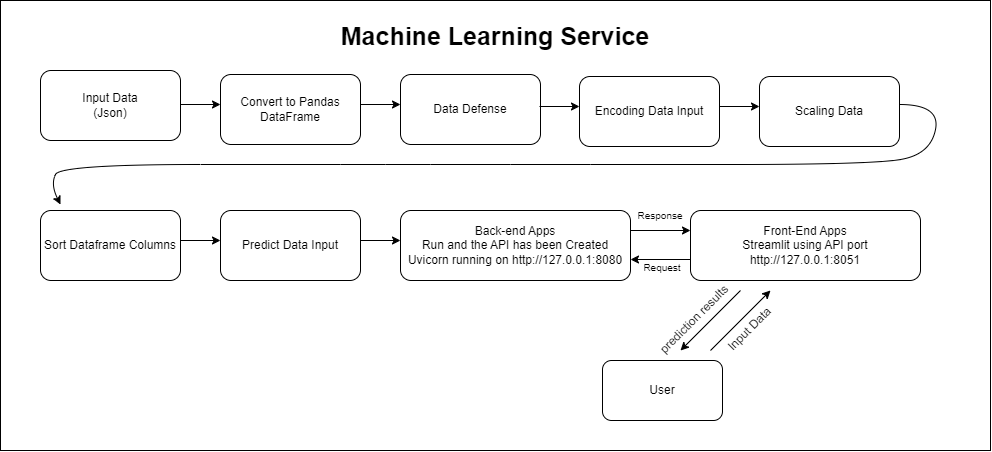 Machine Learning Service
Input Data
(Json)
Convert to Pandas
DataFrame
Data Defense
Encoding Data Input
Scaling Data
Sort Dataframe Columns
Predict Data Input
Back-end Apps
Run and the API has been Created
Uvicorn running on http://127.0.0.1:8080
Response
Request
Front-End Apps
Streamlit using API port
http://127.0.0.1:8051
prediction results
Input Data
User